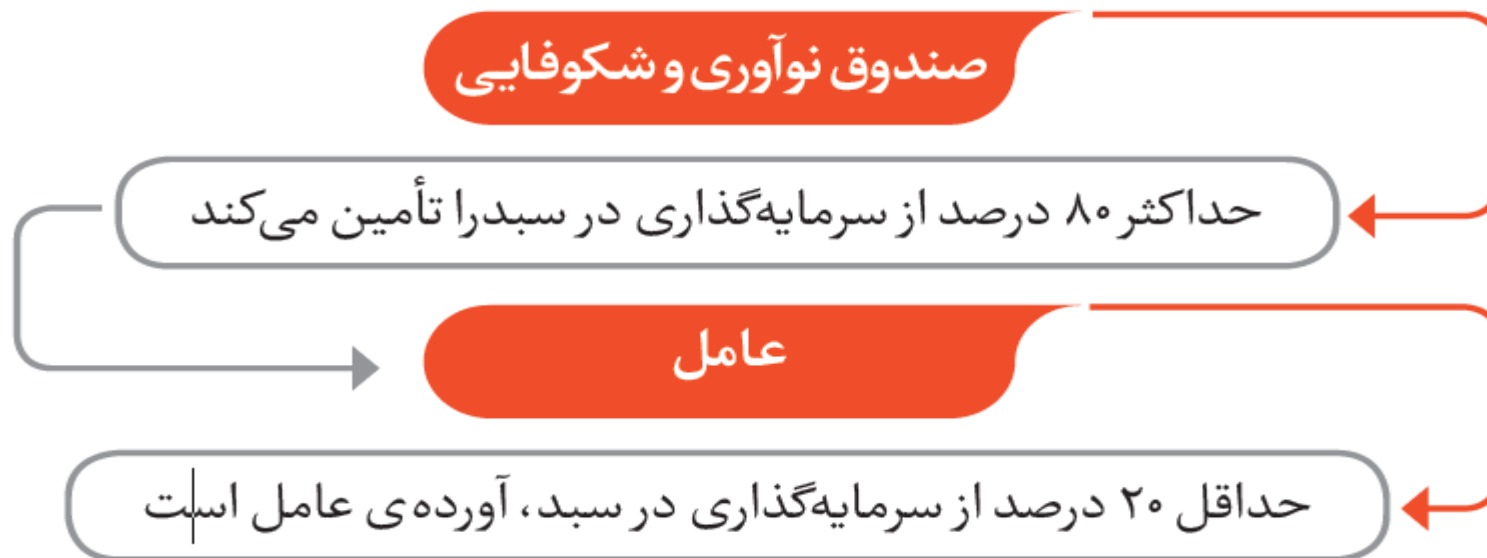 صندوق نوآوری و شکوفایی
حداکثر ۸۰ درصد از سرمایه‌گذاری در سبدرا تأمین می‌کند
عامل
حداقل ۲۰ درصد از سرمایه‌گذاری در سبد، آورده‌ی عامل است